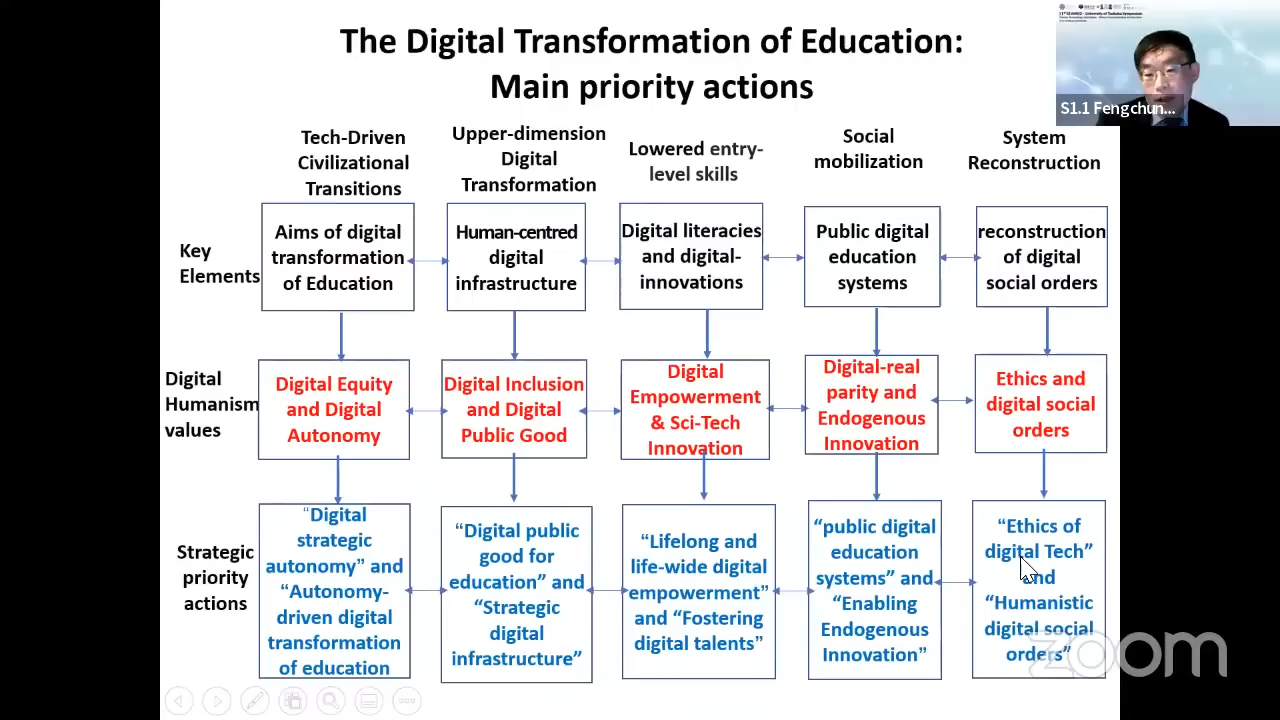 The Digital Transformation of Education:
Main priority actions
S1.1 Fengchun...
Tech-Driven
Civilizational
Transitions
Upper-dimension
Digital
Transformation
Lowered entry-
level skills
Social
mobilization
System
Reconstruction
Key
Elements
Aims of digital
transformation
of Education
Human-centred
digital
infrastructure
Digital literacies
and digital-
innovations
Public digital
education
systems
reconstruction
of digital
social orders
Digital
Humanism
values
Digital Equity
and Digital
Autonomy
Digital Inclusion
and Digital
Public Good
Digital
Empowerment
& Sci-Tech
Innovation
Digital-real
parity and
Endogenous
Innovation
Ethics and
digital social
orders
Strategic
priority
actions
“Digital
strategic
autonomy” and
“Autonomy-
driven digital
transformation
of education
“Digital public
good for
education” and
“Strategic
digital
infrastructure”
“Lifelong and
life-wide digital
empowerment”
and “Fostering
digital talents”
“public digital
education
systems” and
“Enabling
Endogenous
Innovation”
“Ethics of
digital Tech”
and
“Humanistic
digital social
orders”
zoom